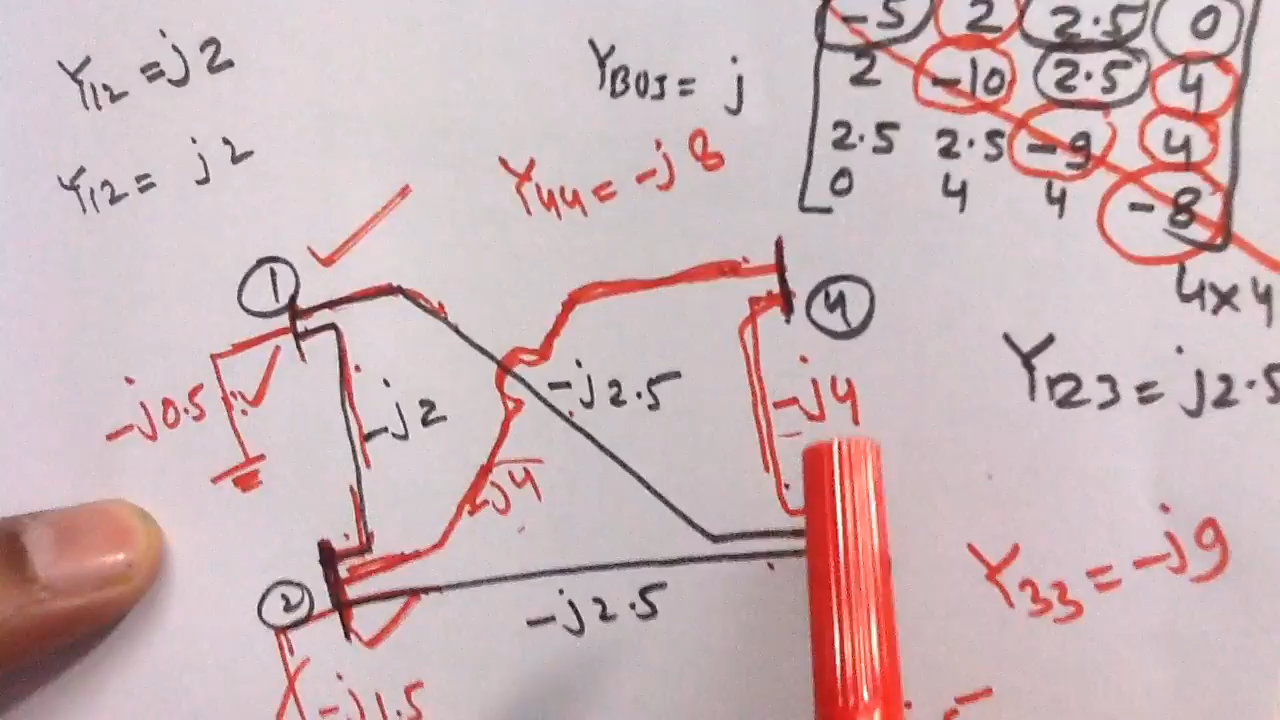 Y12 = j2
Y12 = j2
YBUS = j
Y44 = -j8
-5 2 2.5 0
2 -10 2.5 4
2.5 2.5 -9 4
0 4 4 -8
4x4
1
4
-j0.5
-j2
-j2.5
-j4
Y123 = j2.5
-j4
Y33 = -j9
2
-j2.5
-j1.5